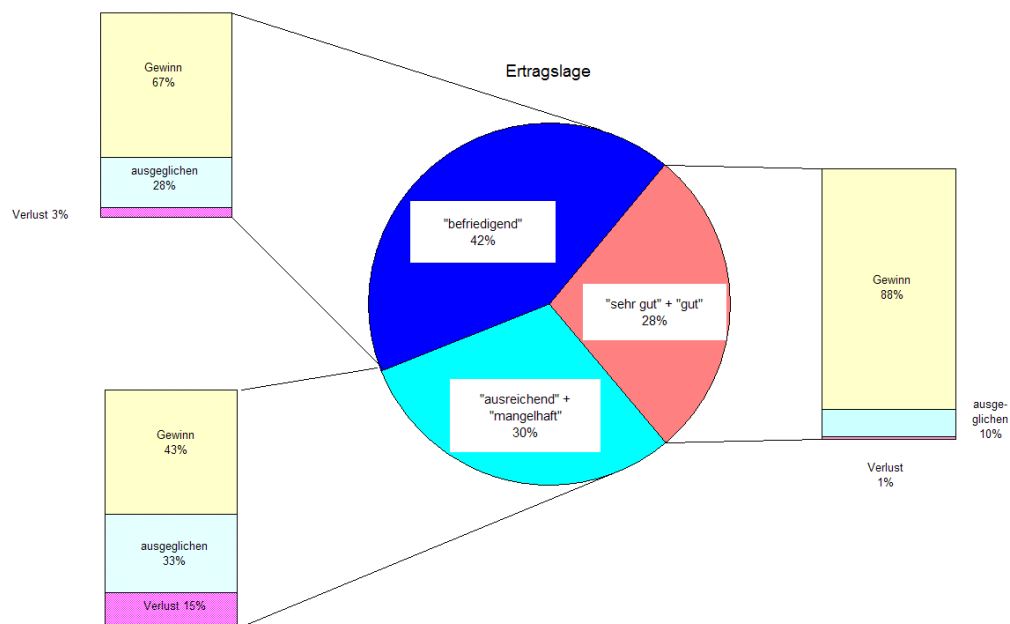 Gewinn
67%
ausgeglichen
28%
Verlust 3%
Ertragslage
"befriedigend"
42%
"sehr gut" + "gut"
28%
"ausreichend" +
"mangelhaft"
30%
Gewinn
88%
ausge-
glichen
10%
Verlust
1%
Gewinn
43%
ausgeglichen
33%
Verlust 15%